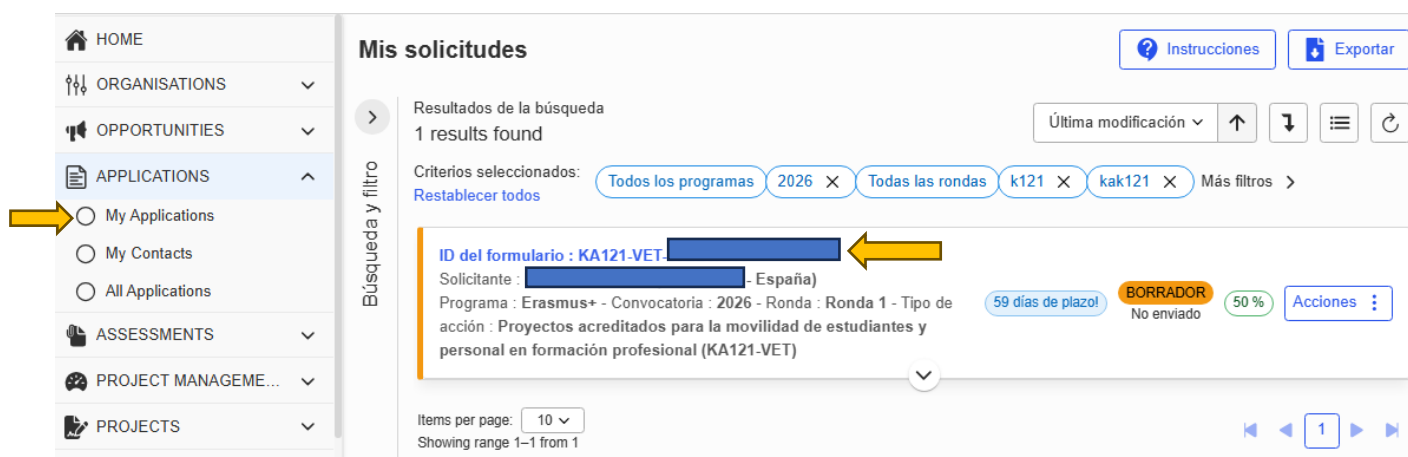 HOME
ORGANISATIONS
OPPORTUNITIES
APPLICATIONS
My Applications
My Contacts
All Applications
ASSESSMENTS
PROJECT MANAGEME...
PROJECTS
Mis solicitudes
Instrucciones
Exportar
Búsqueda y filtro
Resultados de la búsqueda
1 results found
Última modificación
Criterios seleccionados:
Restablecer todos
Todos los programas
2026
Todas las rondas
k121
kak121
Más filtros
ID del formulario : KA121-VET-
Solicitante : - España)
Programa : Erasmus+ - Convocatoria : 2026 - Ronda : Ronda 1 - Tipo de
acción : Proyectos acreditados para la movilidad de estudiantes y
personal en formación profesional (KA121-VET)
59 días de plazo!
BORRADOR
No enviado
50 %
Acciones
Items per page: 10
Showing range 1–1 from 1
1